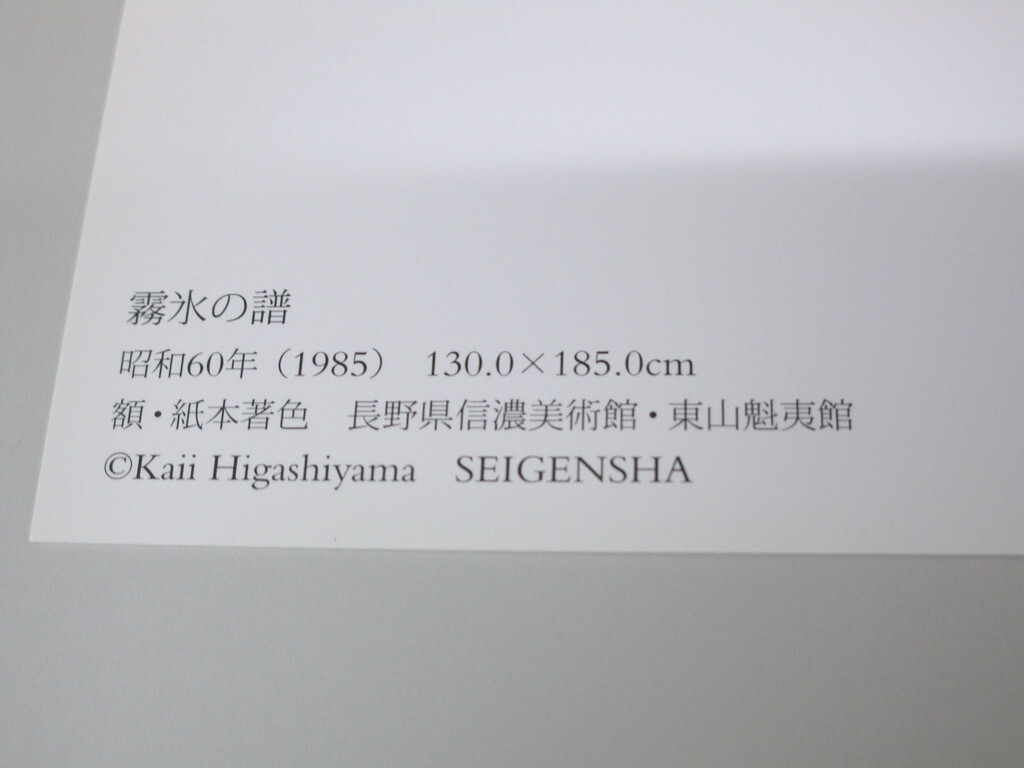 霧氷の譜
昭和60年（1985）　130.0×185.0cm
額・紙本著色　長野県信濃美術館・東山魁夷館
©Kaii Higashiyama　SEIGENSHA